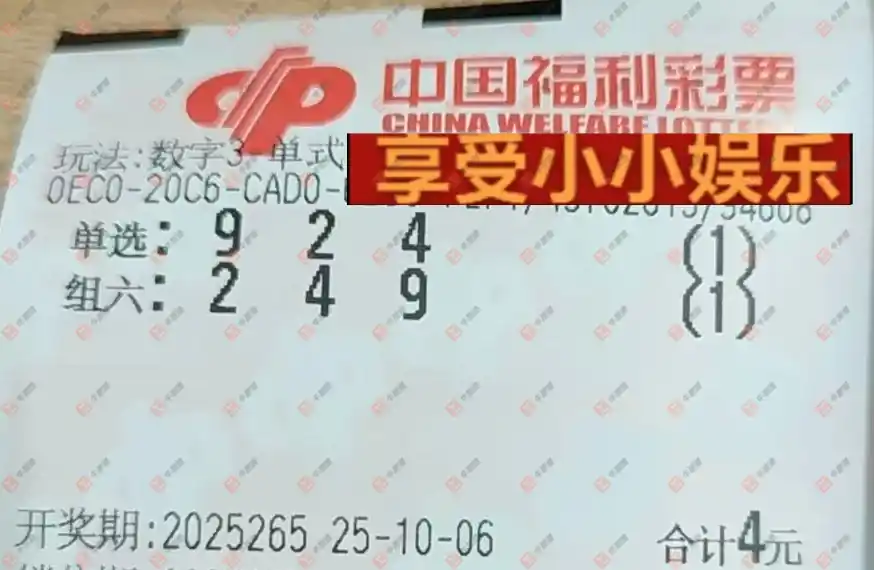 中国福利彩票
CHINA WELFARE LOTTE
玩法:数字3 单式
享受小小娱乐
0EC0-20C6-CAD0-
单选: 9 2 4 (1)
组六: 2 4 9 (1)
开奖期:2025265 25-10-06 合计4元